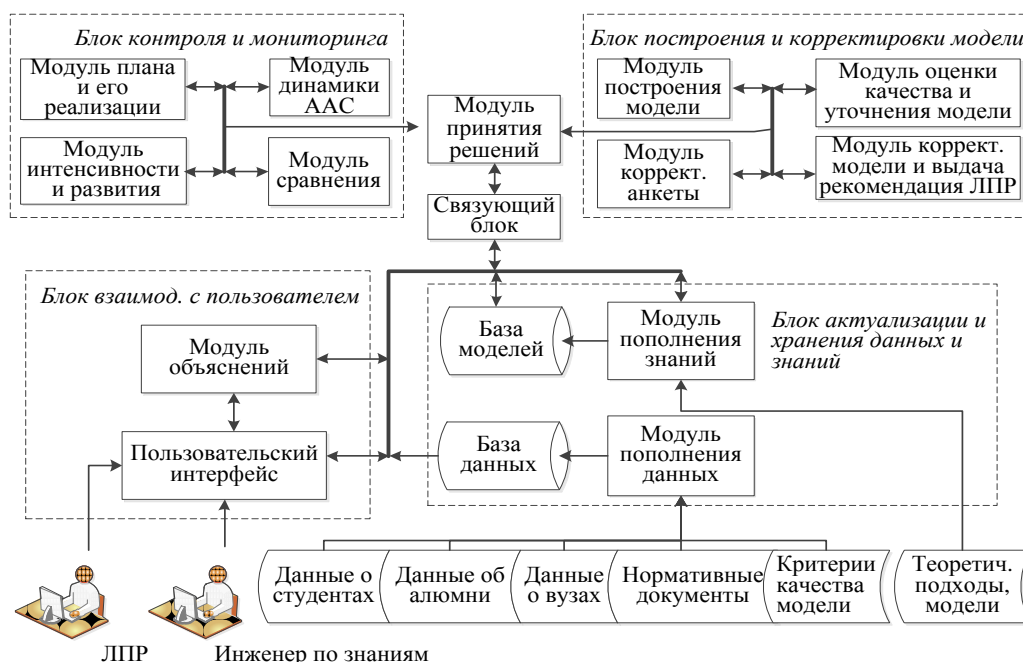 Блок контроля и мониторинга
Модуль плана
и его
реализации
Модуль
динамики
ААС
Модуль
интенсивности
и развития
Модуль
сравнения
Модуль
принятия
решений
Связующий
блок
Блок построения и корректировки модели
Модуль
построения
модели
Модуль оценки
качества и
уточнения модели
Модуль
коррект.
анкеты
Модуль коррект.
модели и выдача
рекомендация ЛПР
Блок взаимод. с пользователем
Модуль
объяснений
Пользовательский
интерфейс
База
моделей
Модуль
пополнения
знаний
Блок актуализации и
хранения данных и
знаний
База
данных
Модуль
пополнения
данных
Данные о
студентах
Данные об
алюмни
Данные
о вузах
Нормативные
документы
Критерии
качества
модели
Теоретич.
подходы,
модели
ЛПР
Инженер по знаниям